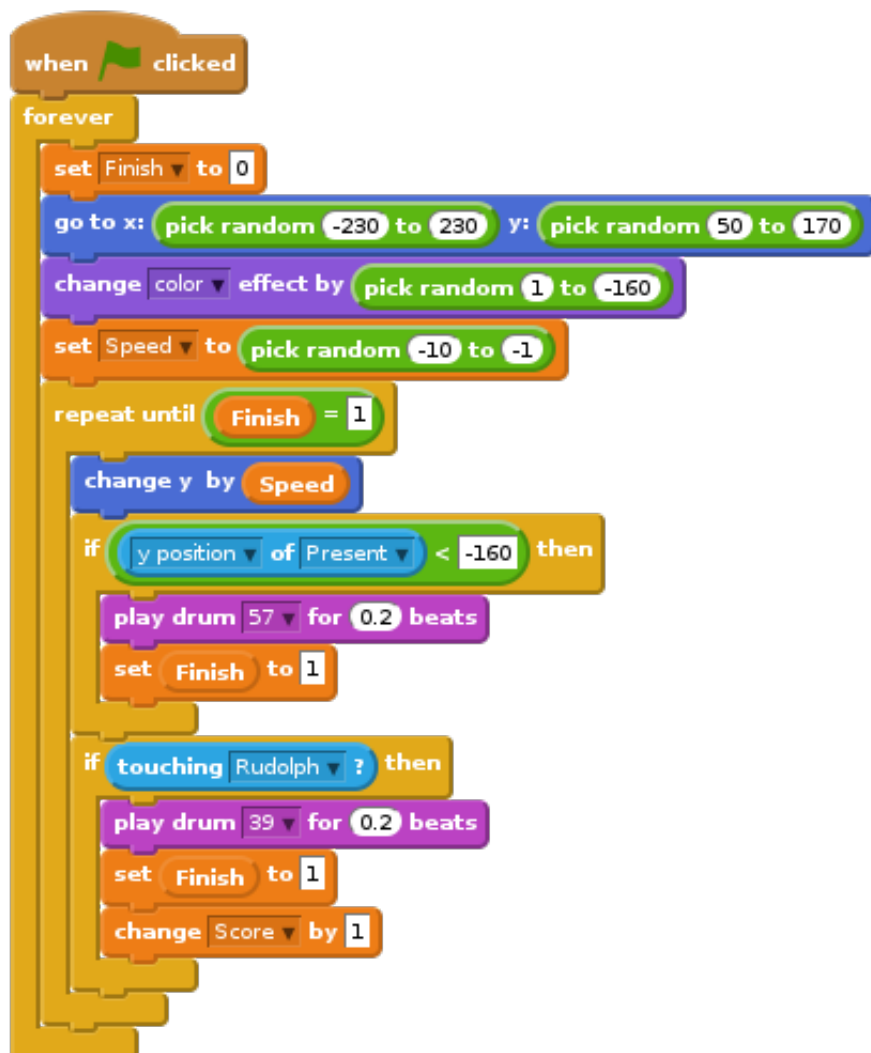 when clicked
forever
set Finish to 0
go to x: pick random -230 to 230 y: pick random 50 to 170
change color effect by pick random 1 to -160
set Speed to pick random -10 to -1
repeat until Finish = 1
change y by Speed
if y position of Present < -160 then
play drum 57 for 0.2 beats
set Finish to 1
if touching Rudolph ? then
play drum 39 for 0.2 beats
set Finish to 1
change Score by 1